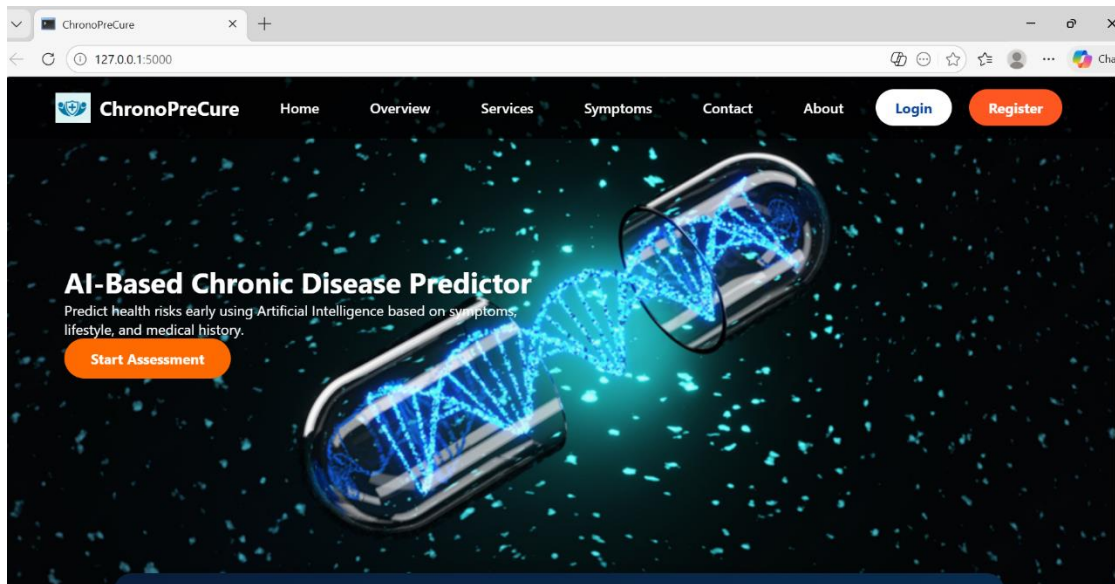 ChronoPreCure
127.0.0.1:5000
Cha
ChronoPreCure Home Overview Services Symptoms Contact About Login Register
AI-Based Chronic Disease Predictor
Predict health risks early using Artificial Intelligence based on symptoms,
lifestyle, and medical history.
Start Assessment